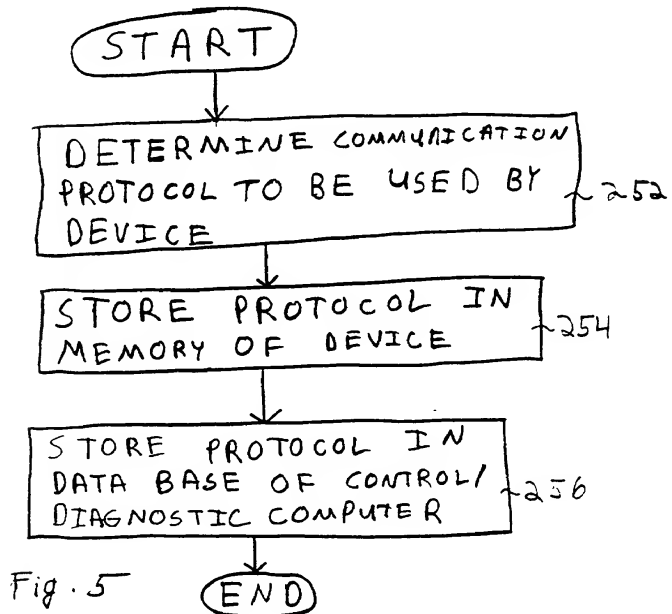 START
DETERMINE COMMUNICATION
PROTOCOL TO BE USED BY
DEVICE
252
STORE PROTOCOL IN
MEMORY OF DEVICE
254
STORE PROTOCOL IN
DATA BASE OF CONTROL/
DIAGNOSTIC COMPUTER
256
Fig. 5
END